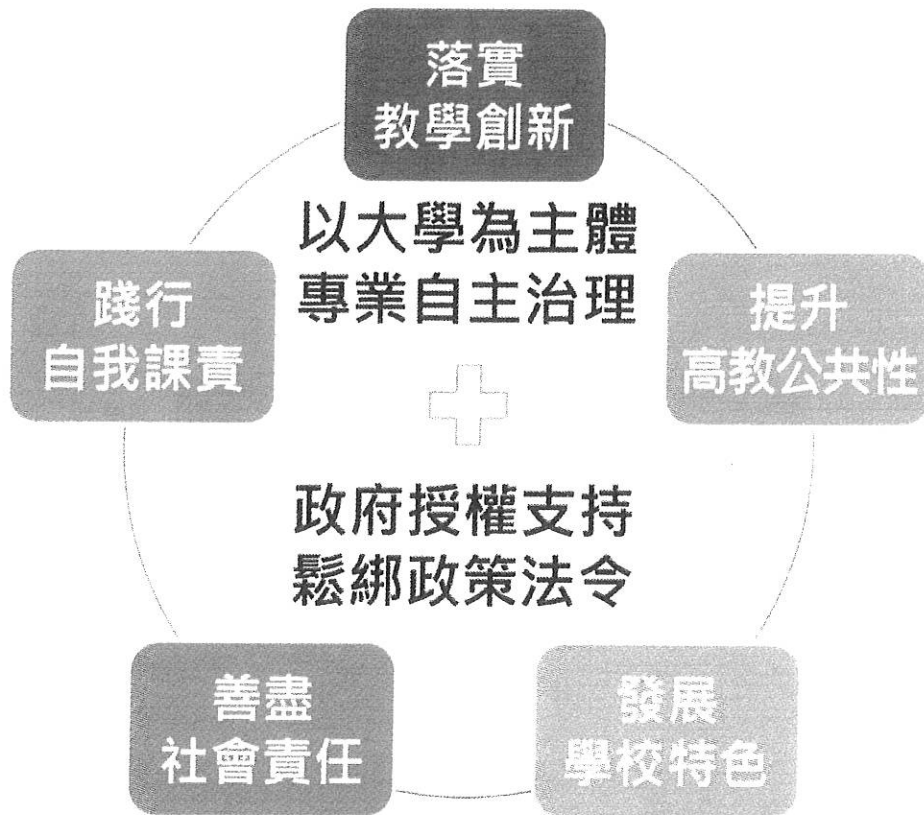 落實
教學創新
以大學為主體
專業自主治理
踐行
自我課責
提升
高教公共性
政府授權支持
鬆綁政策法令
善盡
社會責任
發展
學校特色